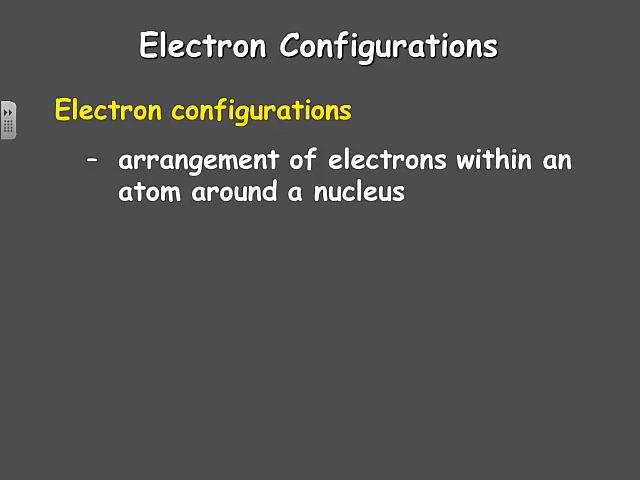 Electron Configurations
Electron configurations
– arrangement of electrons within an
atom around a nucleus